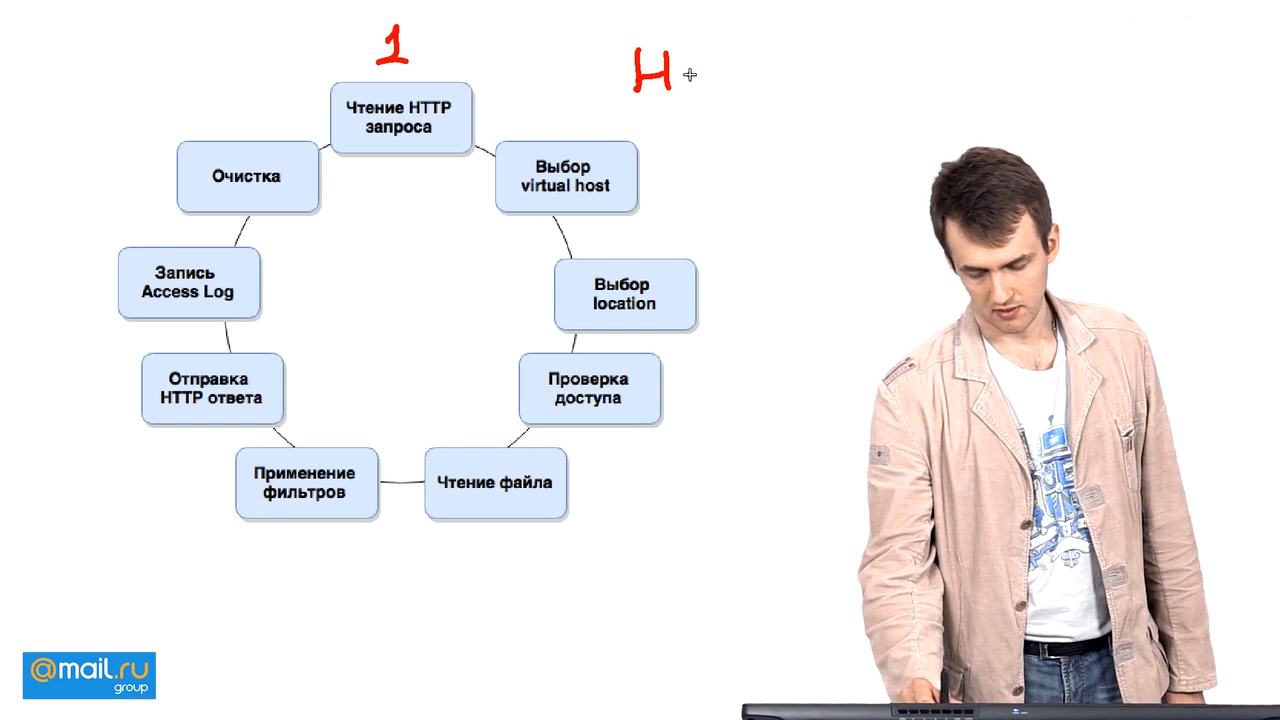 1
H
Чтение HTTP
запроса
Выбор
virtual host
Выбор
location
Проверка
доступа
Чтение файла
Применение
фильтров
Отправка
HTTP ответа
Запись
Access Log
Очистка
@mail.ru
group